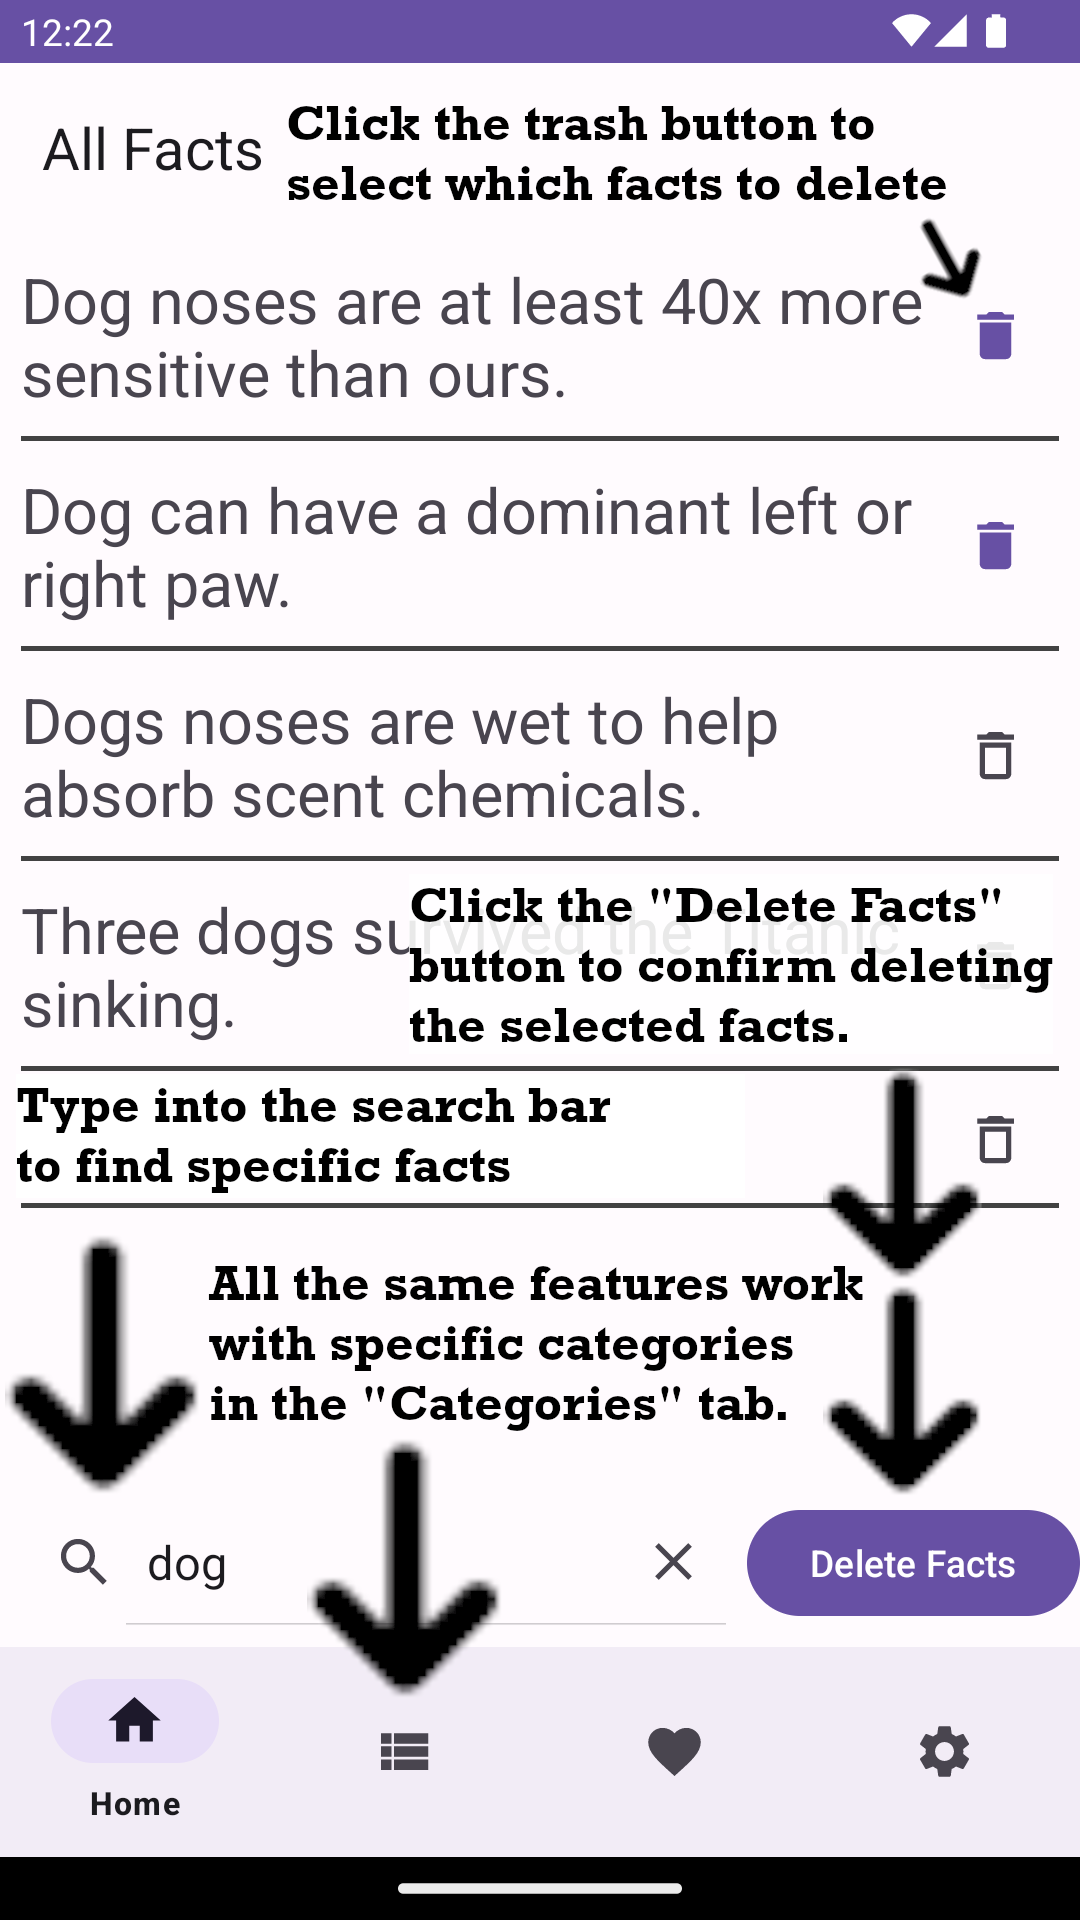 12:22
All Facts
Click the trash button to
select which facts to delete
Dog noses are at least 40x more
sensitive than ours.
Dog can have a dominant left or
right paw.
Dogs noses are wet to help
absorb scent chemicals.
Three dogs survived the Titanic
sinking.
Click the "Delete Facts"
button to confirm deleting
the selected facts.
Type into the search bar
to find specific facts
All the same features work
with specific categories
in the "Categories" tab.
dog
Delete Facts
Home